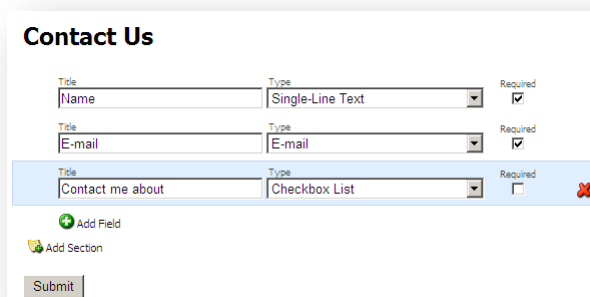 Contact Us
Title Type Required
Name Single-Line Text
Title Type Required
E-mail E-mail
Title Type Required
Contact me about Checkbox List
Add Field
Add Section
Submit